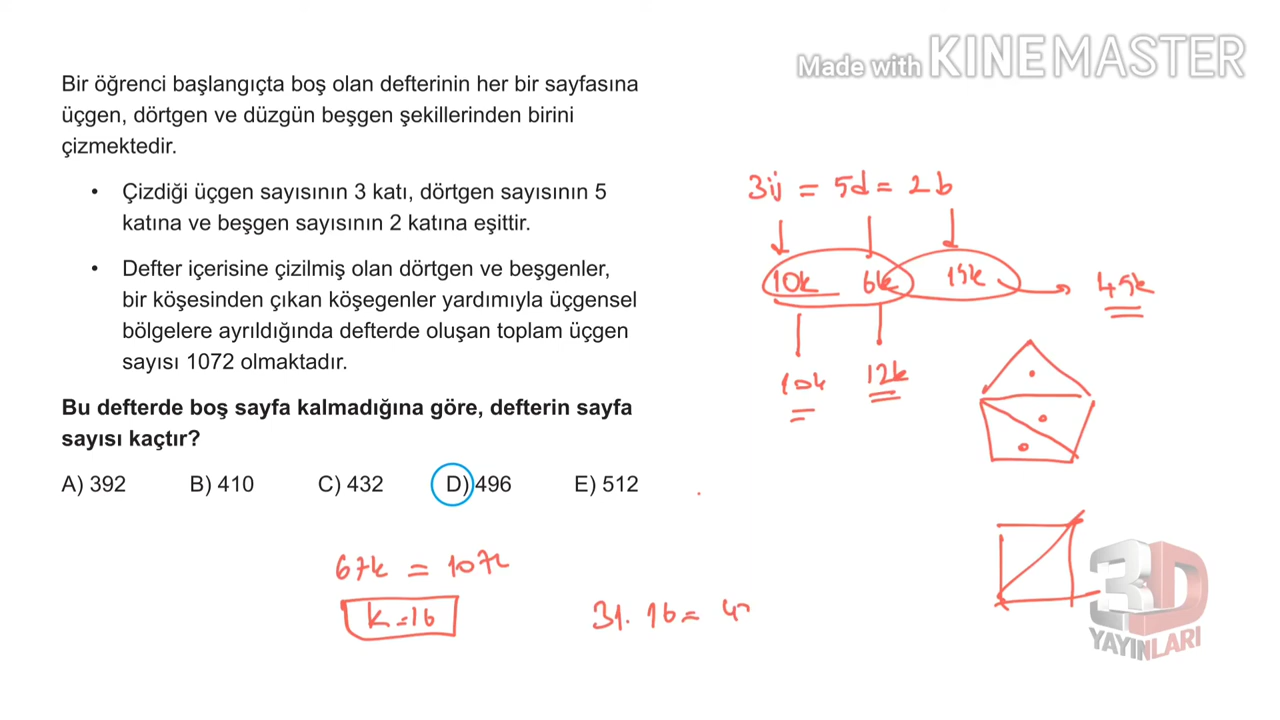 Made with KINEMASTER
Bir öğrenci başlangıçta boş olan defterinin her bir sayfasına
üçgen, dörtgen ve düzgün beşgen şekillerinden birini
çizmektedir.
• Çizdiği üçgen sayısının 3 katı, dörtgen sayısının 5
katına ve beşgen sayısının 2 katına eşittir.
• Defter içerisine çizilmiş olan dörtgen ve beşgenler,
bir köşesinden çıkan köşegenler yardımıyla üçgensel
bölgelere ayrıldığında defterde oluşan toplam üçgen
sayısı 1072 olmaktadır.
Bu defterde boş sayfa kalmadığına göre, defterin sayfa
sayısı kaçtır?
A) 392 B) 410 C) 432 D) 496 E) 512
3ü = 5d = 2b
10k 6k 15k 45k
10k 12k
67k = 1072
k=16
31. 16 = 4
3D
YAYINLARI